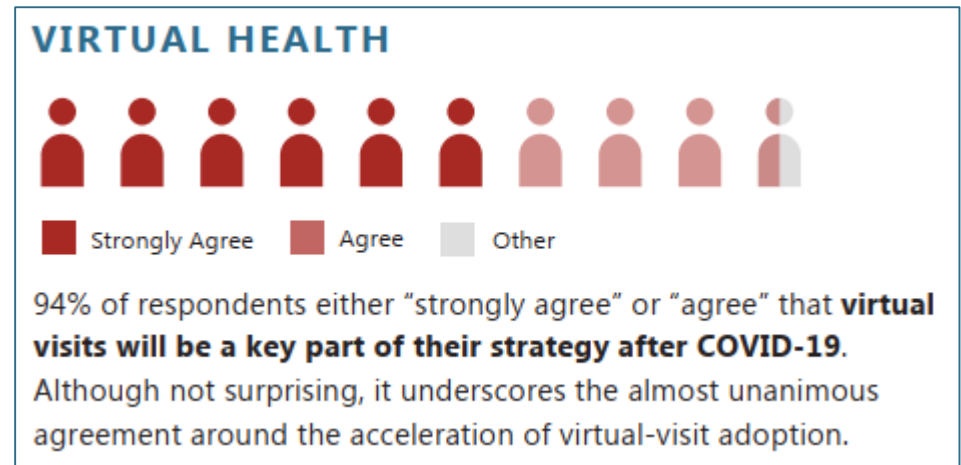 VIRTUAL HEALTH
Strongly Agree Agree Other
94% of respondents either “strongly agree” or “agree” that virtual
visits will be a key part of their strategy after COVID-19.
Although not surprising, it underscores the almost unanimous
agreement around the acceleration of virtual-visit adoption.